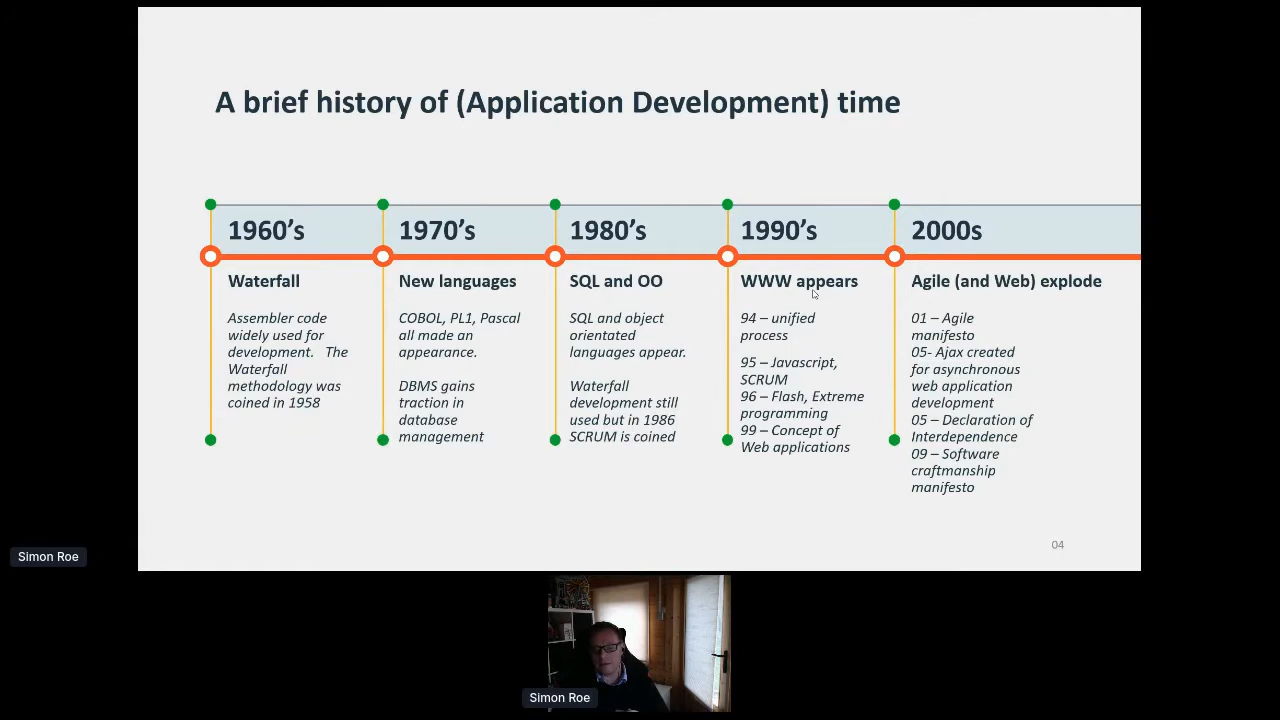 A brief history of (Application Development) time
1960’s
1970’s
1980’s
1990’s
2000s
Waterfall
Assembler code
widely used for
development. The
Waterfall
methodology was
coined in 1958
New languages
COBOL, PL1, Pascal
all made an
appearance.
DBMS gains
traction in
database
management
SQL and OO
SQL and object
orientated
languages appear.
Waterfall
development still
used but in 1986
SCRUM is coined
WWW appears
94 – unified
process
95 – Javascript,
SCRUM
96 – Flash, Extreme
programming
99 – Concept of
Web applications
Agile (and Web) explode
01 – Agile
manifesto
05- Ajax created
for asynchronous
web application
development
05 – Declaration of
Interdependence
09 – Software
craftmanship
manifesto
04
Simon Roe
Simon Roe